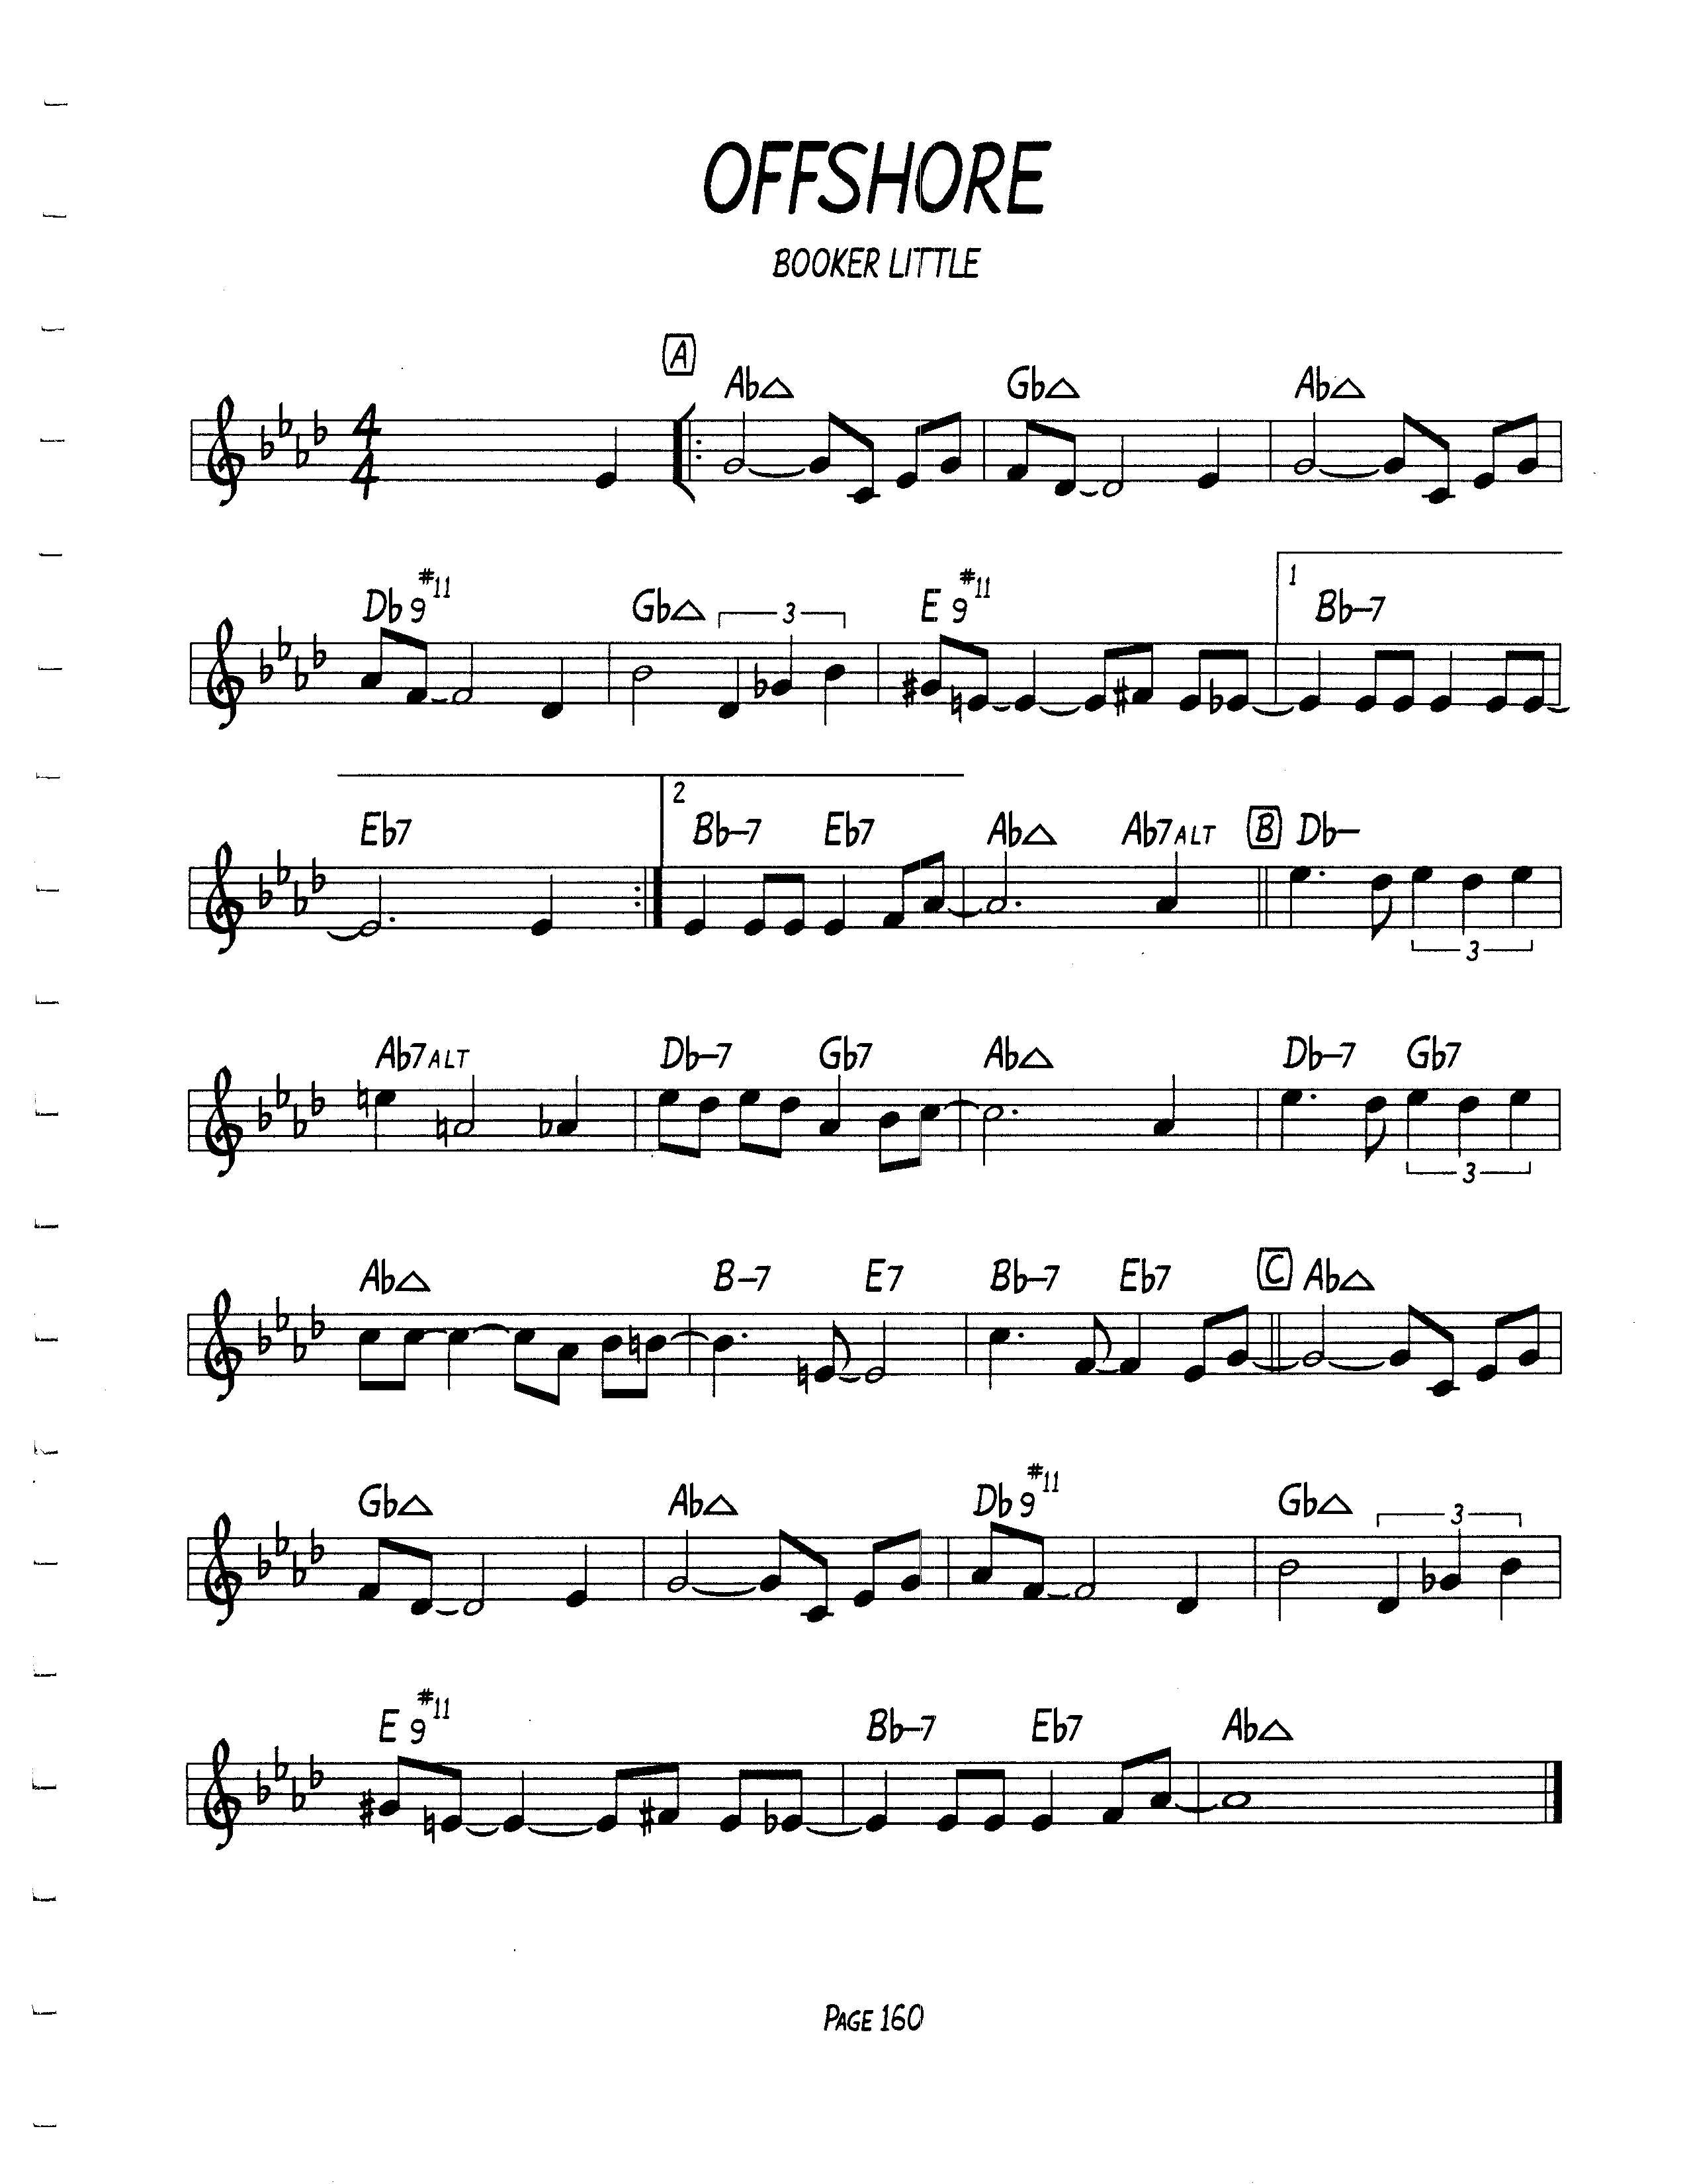 OFFSHORE
BOOKER LITTLE
A
Ab△ Gb△ Ab△
4
4
Db9#11 Gb△ 3 E9#11 1 Bb-7
Eb7 2 Bb-7 Eb7 Ab△ Ab7ALT B Db-
3
Ab7ALT Db-7 Gb7 Ab△ Db-7 Gb7
3
Ab△ B-7 E7 Bb-7 Eb7 C Ab△
Gb△ Ab△ Db9#11 Gb△ 3
E9#11 Bb-7 Eb7 Ab△
PAGE 160